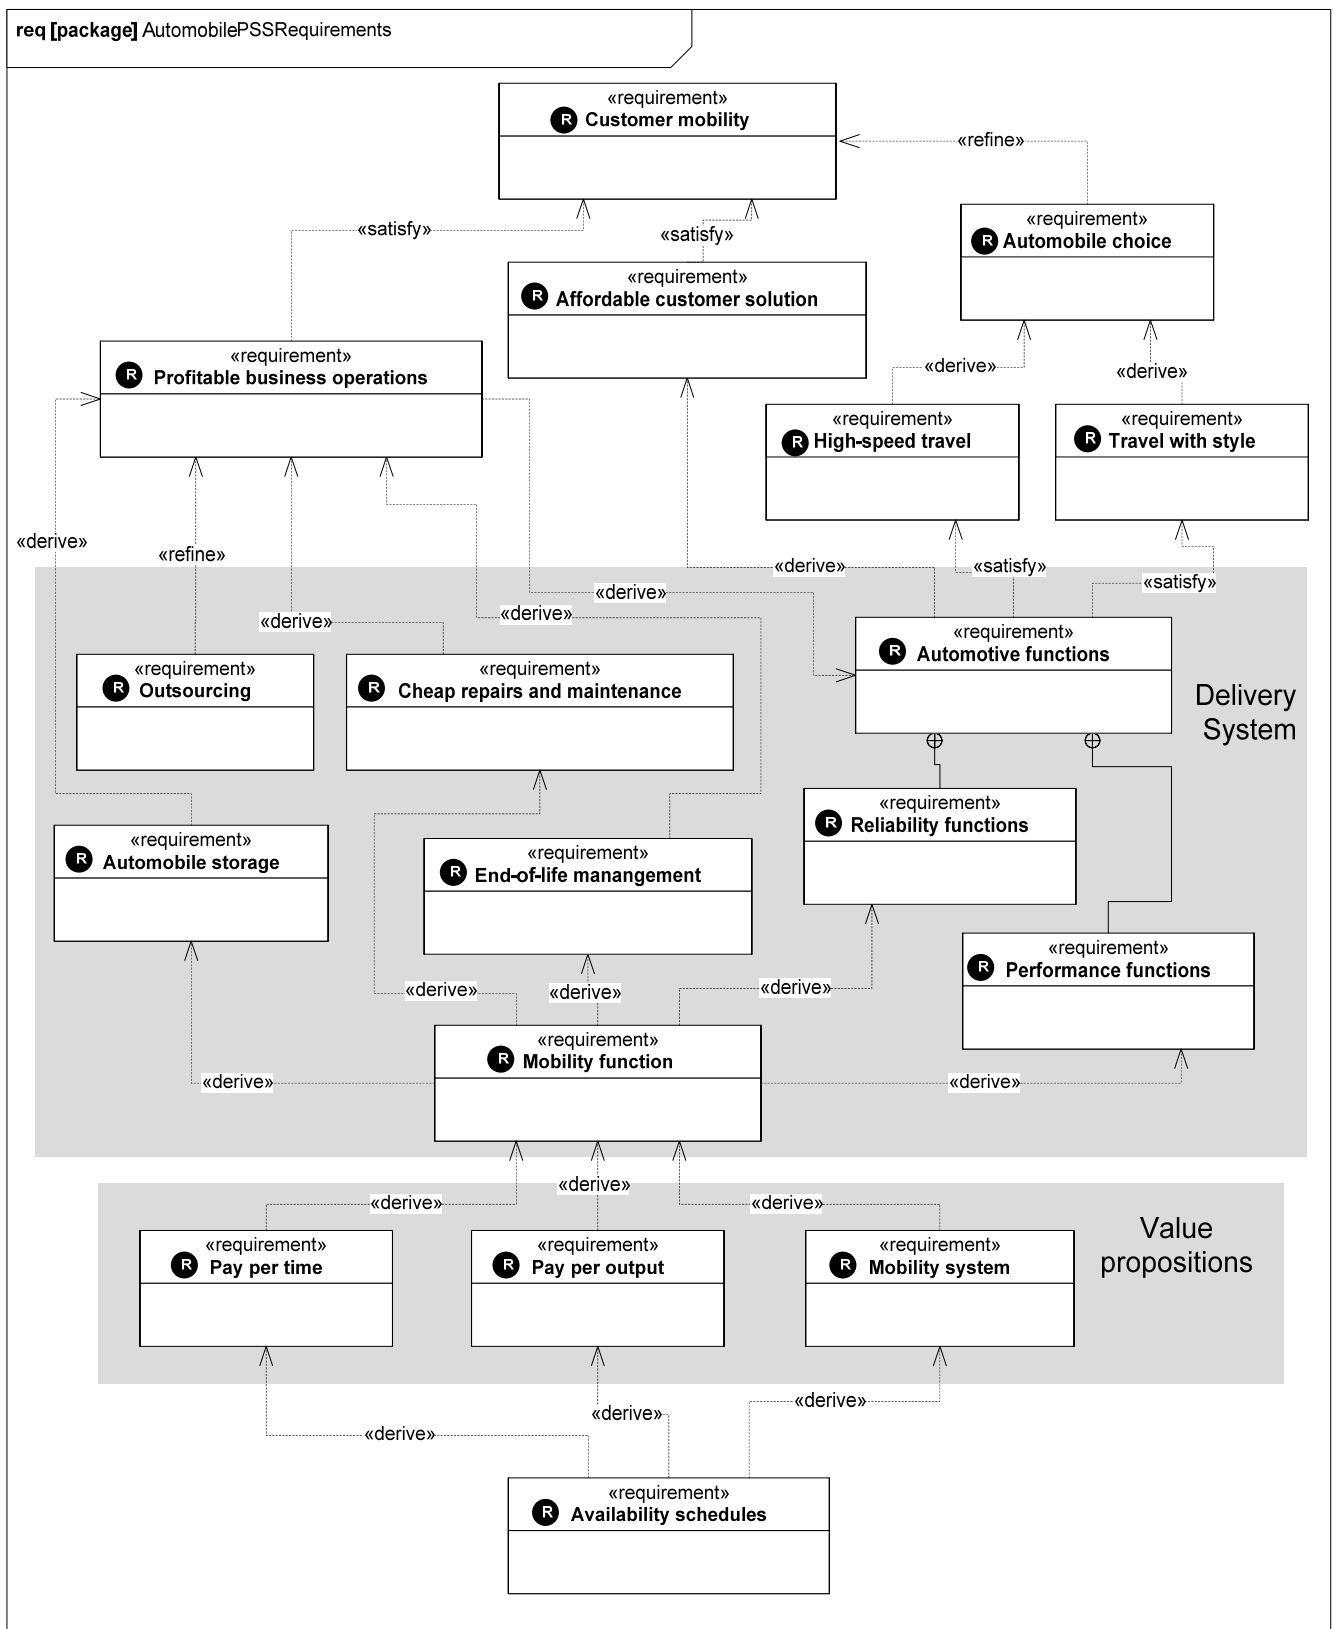 req [package] AutomobilePSSRequirements
«requirement»
R Customer mobility
«refine»
«requirement»
R Automobile choice
«satisfy»
«satisfy»
«requirement»
R Affordable customer solution
«requirement»
R Profitable business operations
«derive»
«derive»
«requirement»
R High-speed travel
«requirement»
R Travel with style
«derive»
«refine»
«derive»
«satisfy»
«satisfy»
«derive»
«derive»
«derive»
«requirement»
R Automotive functions
«requirement»
R Outsourcing
«requirement»
R Cheap repairs and maintenance
Delivery
System
«requirement»
R Reliability functions
«requirement»
R Automobile storage
«requirement»
R End-of-life manangement
«requirement»
R Performance functions
«derive»
«derive»
«derive»
«requirement»
R Mobility function
«derive»
«derive»
«derive»
«derive»
«derive»
Value
propositions
«requirement»
R Pay per time
«requirement»
R Pay per output
«requirement»
R Mobility system
«derive»
«derive»
«derive»
«requirement»
R Availability schedules